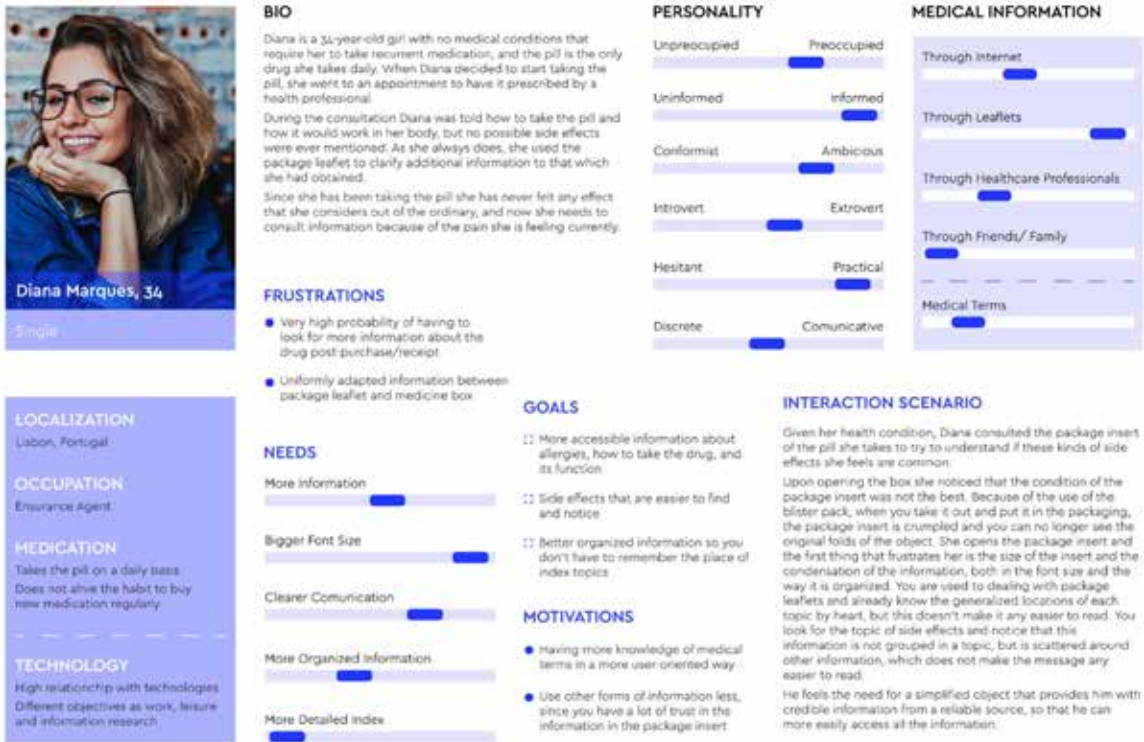 Diana Marques, 34
Single
LOCALIZATION
Lisbon, Portugal
OCCUPATION
Ensurance Agent
MEDICATION
Takes the pill on a daily basis
Does not ahve the habit to buy
new medication regularly
TECHNOLOGY
High relationchip with technologies
Different objectives as work, leisure
and information research
BIO
Diana is a 34-year-old girl with no medical conditions that
require her to take recurrent medication, and the pill is the only
drug she takes daily. When Diana decided to start taking the
pill, she went to an appointment to have it prescribed by a
health professional.
During the consultation Diana was told how to take the pill and
how it would work in her body, but no possible side effects
were ever mentioned. As she always does, she used the
package leaflet to clarify additional information to that which
she had obtained.
Since she has been taking the pill she has never felt any effect
that she considers out of the ordinary, and now she needs to
consult information because of the pain she is feeling currently.
FRUSTRATIONS
Very high probability of having to
look for more information about the
drug post-purchase/receipt
Uniformly adapted information between
package leaflet and medicine box
NEEDS
More Information
Bigger Font Size
Clearer Comunication
More Organized Information
More Detailed Index
GOALS
More accessible information about
allergies, how to take the drug, and
its function
Side effects that are easier to find
and notice
Better organized information so you
don't have to remember the place of
index topics
MOTIVATIONS
Having more knowledge of medical
terms in a more user-oriented way
Use other forms of information less,
since you have a lot of trust in the
information in the package insert
PERSONALITY
Unpreocupied Preoccupied
Uninformed Informed
Conformist Ambicious
Introvert Extrovert
Hesitant Practical
Discrete Comunicative
MEDICAL INFORMATION
Through Internet
Through Leaflets
Through Healthcare Professionals
Through Friends/ Family
Medical Terms
INTERACTION SCENARIO
Given her health condition, Diana consulted the package insert
of the pill she takes to try to understand if these kinds of side
effects she feels are common.
Upon opening the box she noticed that the condition of the
package insert was not the best. Because of the use of the
blister pack, when you take it out and put it in the packaging,
the package insert is crumpled and you can no longer see the
original folds of the object. She opens the package insert and
the first thing that frustrates her is the size of the insert and the
condensation of the information, both in the font size and the
way it is organized. You are used to dealing with package
leaflets and already know the generalized locations of each
topic by heart, but this doesn't make it any easier to read. You
look for the topic of side effects and notice that this
information is not grouped in a topic, but is scattered around
other information, which does not make the message any
easier to read.
He feels the need for a simplified object that provides him with
credible information from a reliable source, so that he can
more easily access all the information.